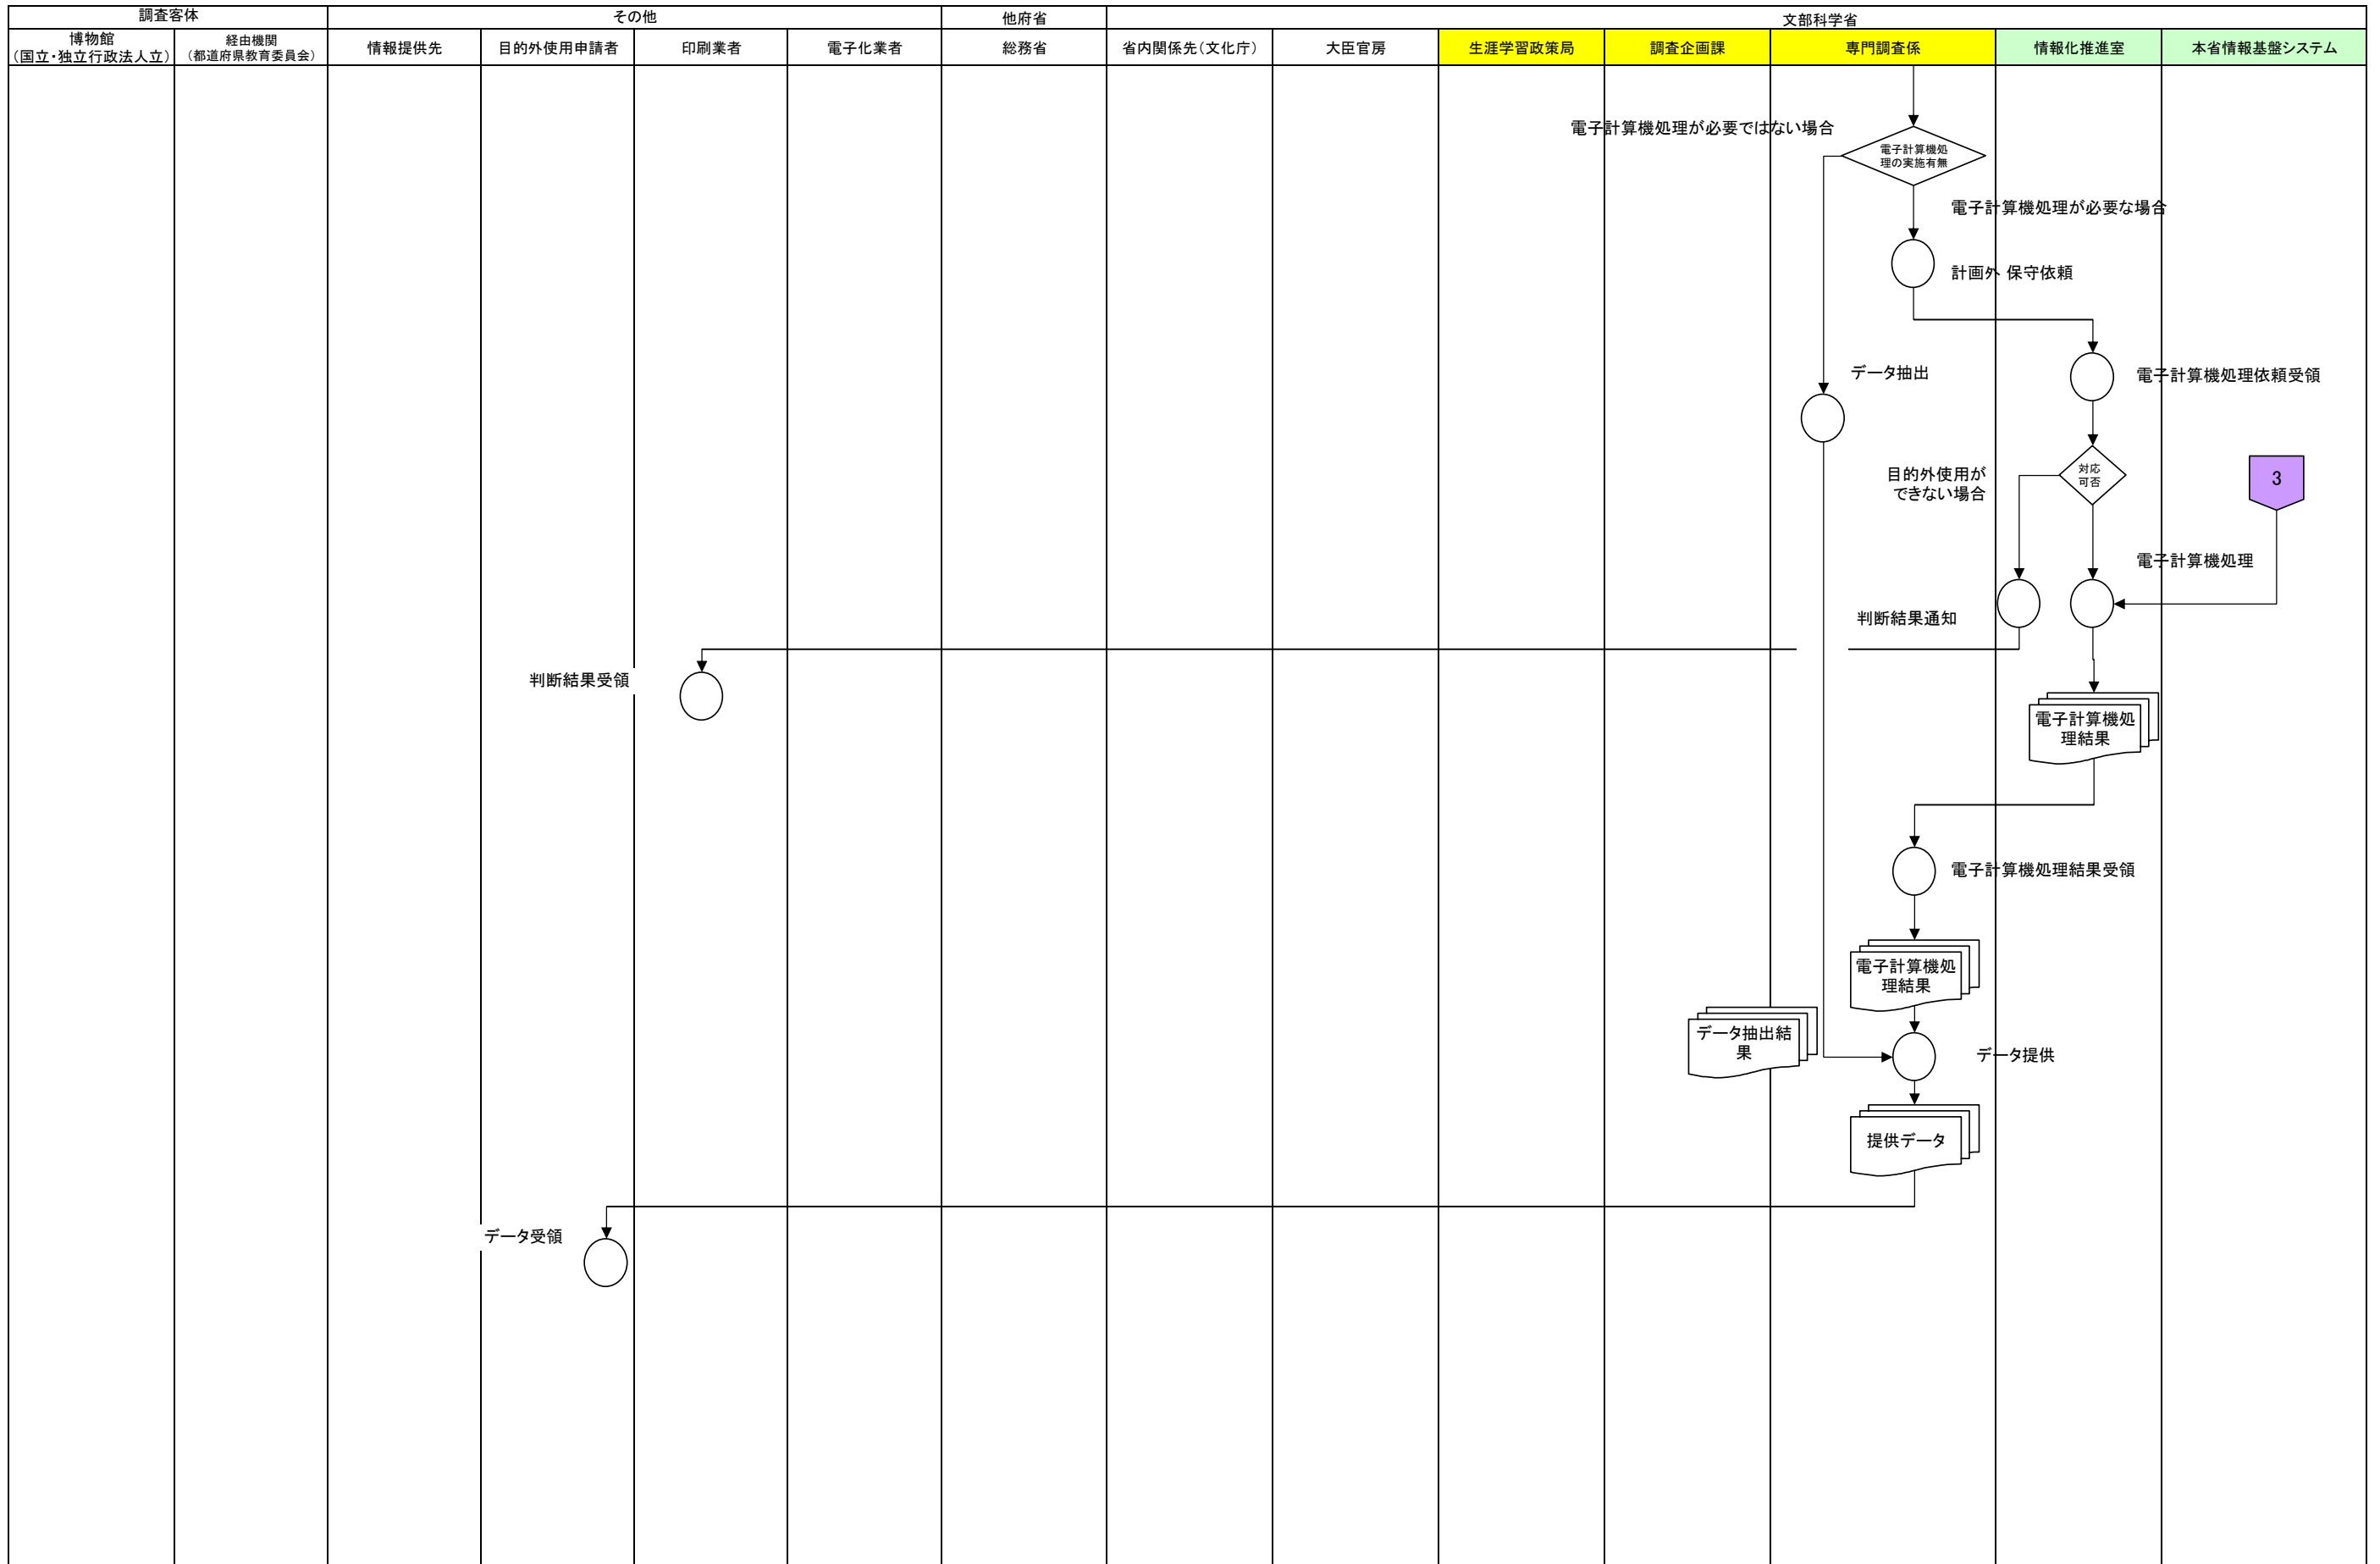 調査客体
その他
他府省
文部科学省
博物館
（国立・独立行政法人立）
経由機関
（都道府県教育委員会）
情報提供先
目的外使用申請者
印刷業者
電子化業者
総務省
省内関係先（文化庁）
大臣官房
生涯学習政策局
調査企画課
専門調査係
情報化推進室
本省情報基盤システム
電子計算機処理が必要ではない場合
電子計算機処
理の実施有無
電子計算機処理が必要な場合
計画外 保守依頼
データ抽出
電子計算機処理依頼受領
目的外使用が
できない場合
対応
可否
3
電子計算機処理
判断結果通知
判断結果受領
電子計算機処
理結果
電子計算機処理結果受領
電子計算機処
理結果
データ抽出結
果
データ提供
提供データ
データ受領